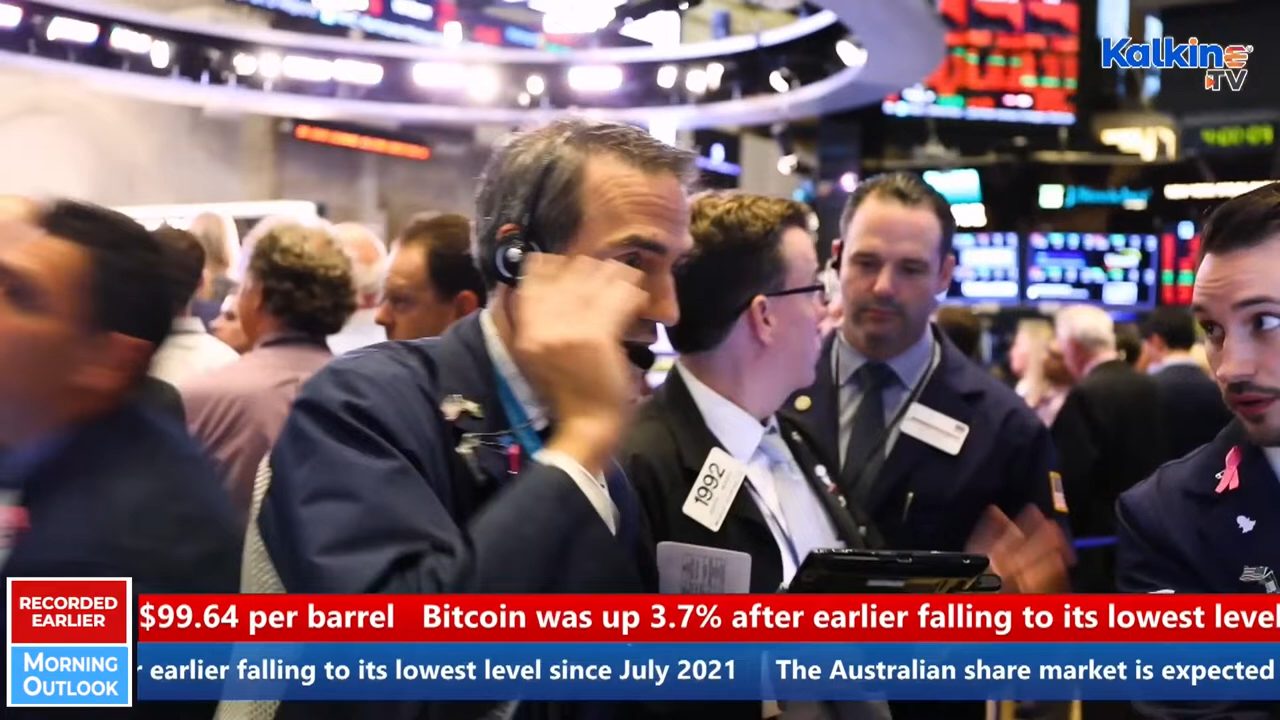 Kalkine
TV
1992
RECORDED
EARLIER
$99.64 per barrel Bitcoin was up 3.7% after earlier falling to its lowest level
MORNING
OUTLOOK
earlier falling to its lowest level since July 2021 | The Australian share market is expected